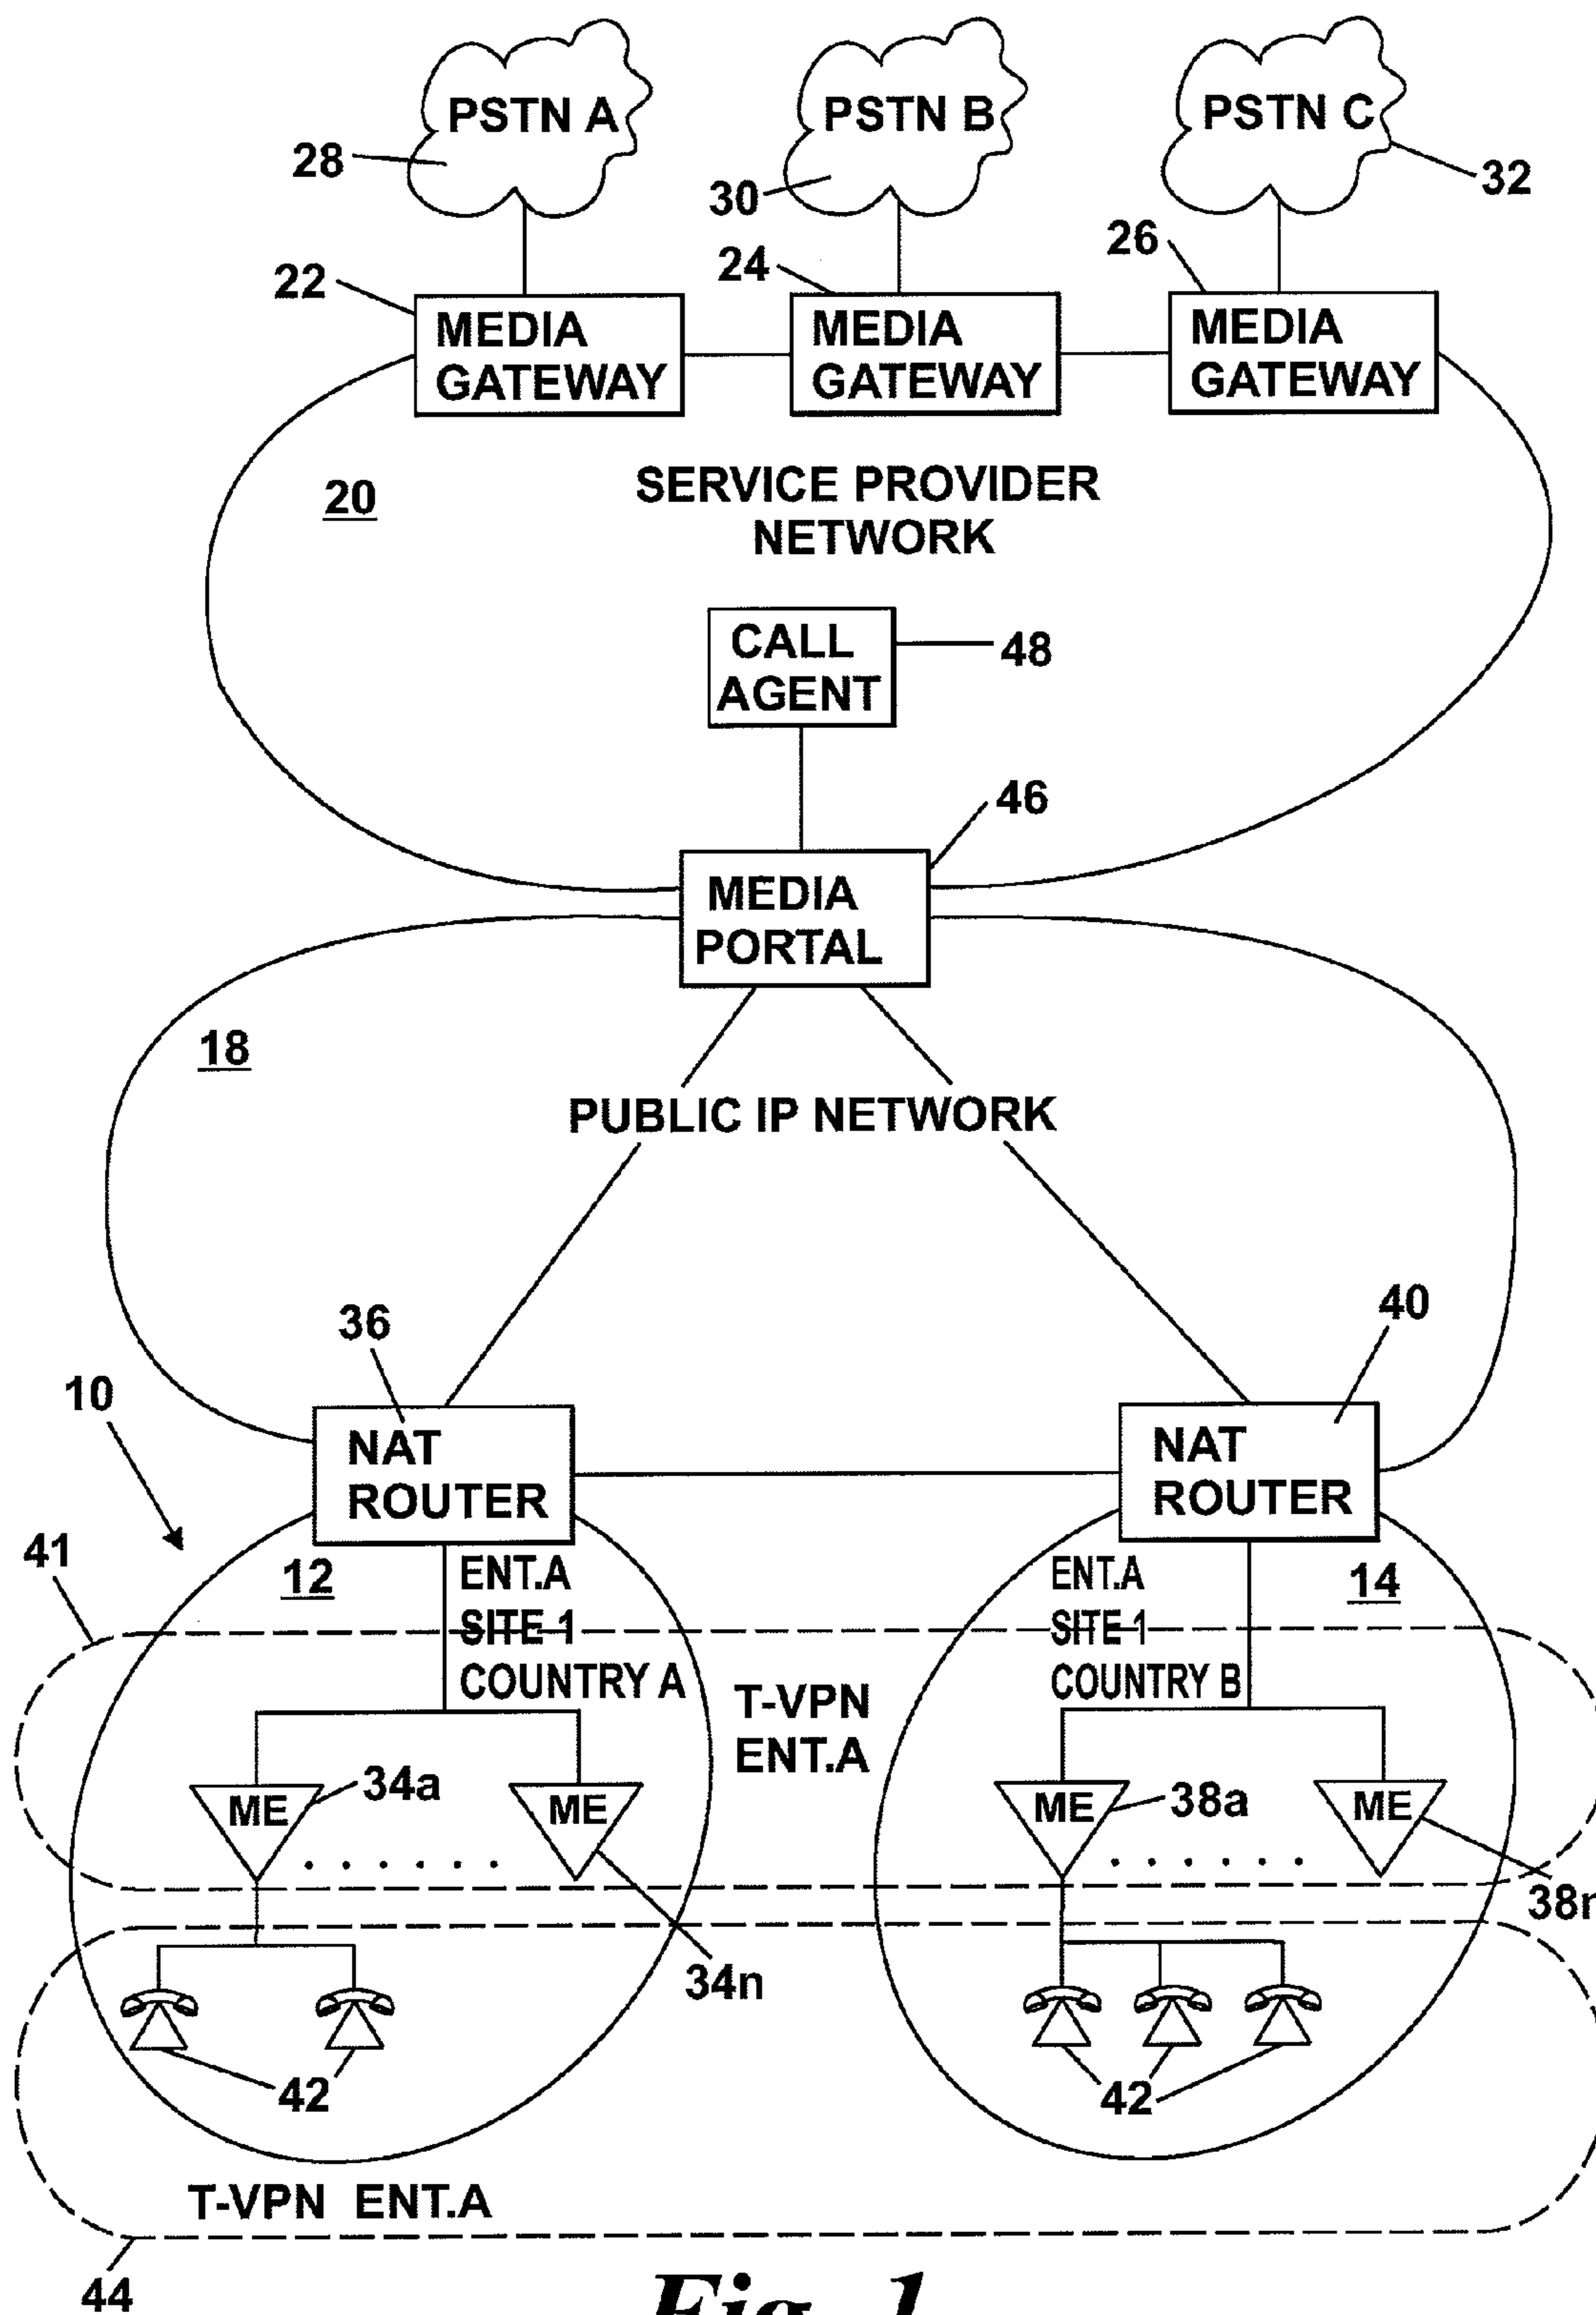 PSTN A
PSTN B
PSTN C
28
30
32
22
24
26
MEDIA
GATEWAY
MEDIA
GATEWAY
MEDIA
GATEWAY
20
SERVICE PROVIDER
NETWORK
CALL
AGENT
48
46
MEDIA
PORTAL
18
PUBLIC IP NETWORK
36
40
10
NAT
ROUTER
NAT
ROUTER
41
12
ENT.A
SITE 1
COUNTRY A
ENT.A
SITE 1
COUNTRY B
14
T-VPN
ENT.A
ME
34a
ME
ME
38a
ME
34n
42
42
T-VPN ENT.A
44
Fig. 1